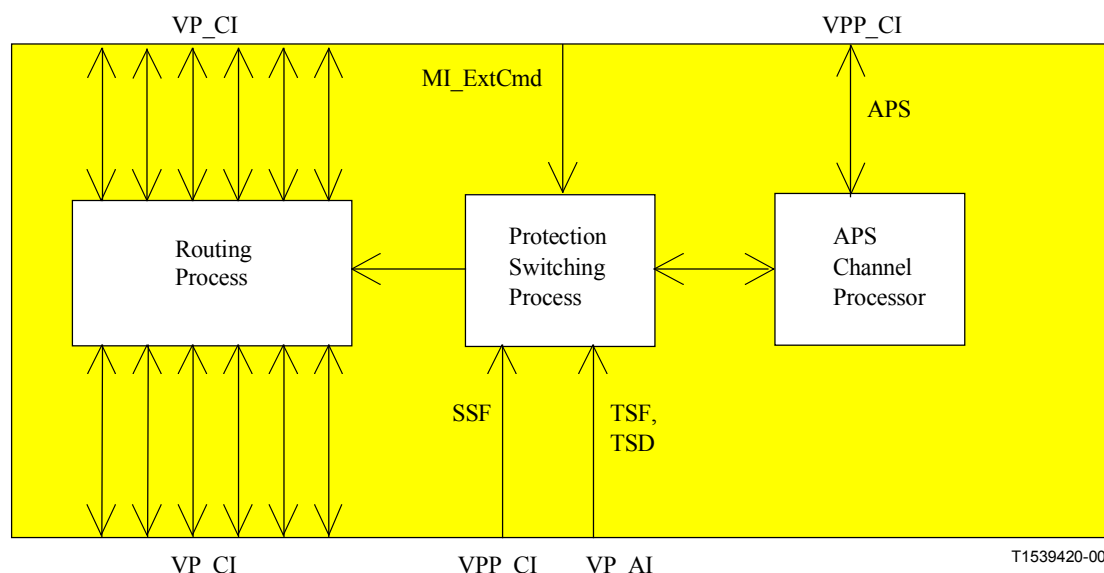 VP_CI
VPP_CI
MI_ExtCmd
APS
Routing
Process
Protection
Switching
Process
APS
Channel
Processor
SSF
TSF,
TSD
VP_CI
VPP_CI
VP_AI
T1539420-00